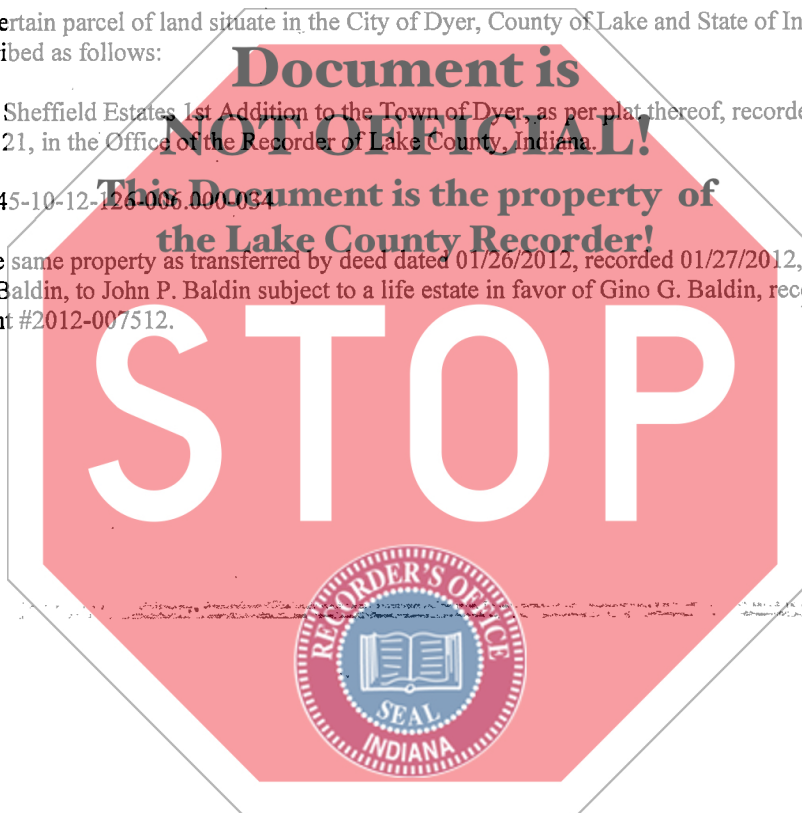 ertain parcel of land situate in the City of Dyer, County of Lake and State of In
ibed as follows:
Document is
Sheffield Estates 1st Addition to the Town of Dyer, as per plat thereof, recorde
NOT OFFICIAL!
21, in the Office of the Recorder of Lake County, Indiana.
45-10-12-126-006.000-034
This Document is the property of
the Lake County Recorder!
e same property as transferred by deed dated 01/26/2012, recorded 01/27/2012,
Baldin, to John P. Baldin subject to a life estate in favor of Gino G. Baldin, rec
nt #2012-007512.
STOP
RECORDER'S OFFICE
SEAL
INDIANA